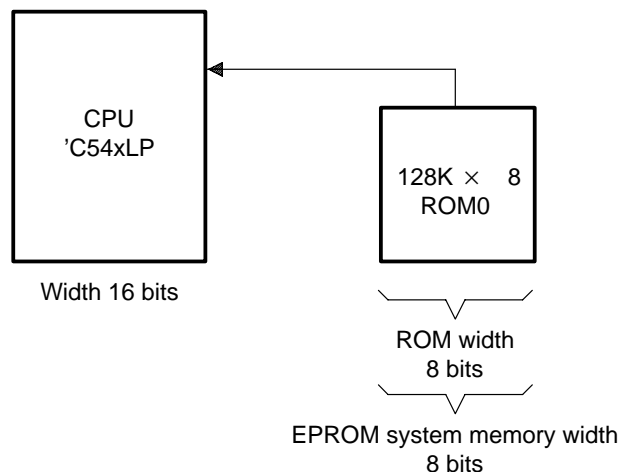 CPU
'C54xLP
128K × 8
ROM0
Width 16 bits
ROM width
8 bits
EPROM system memory width
8 bits